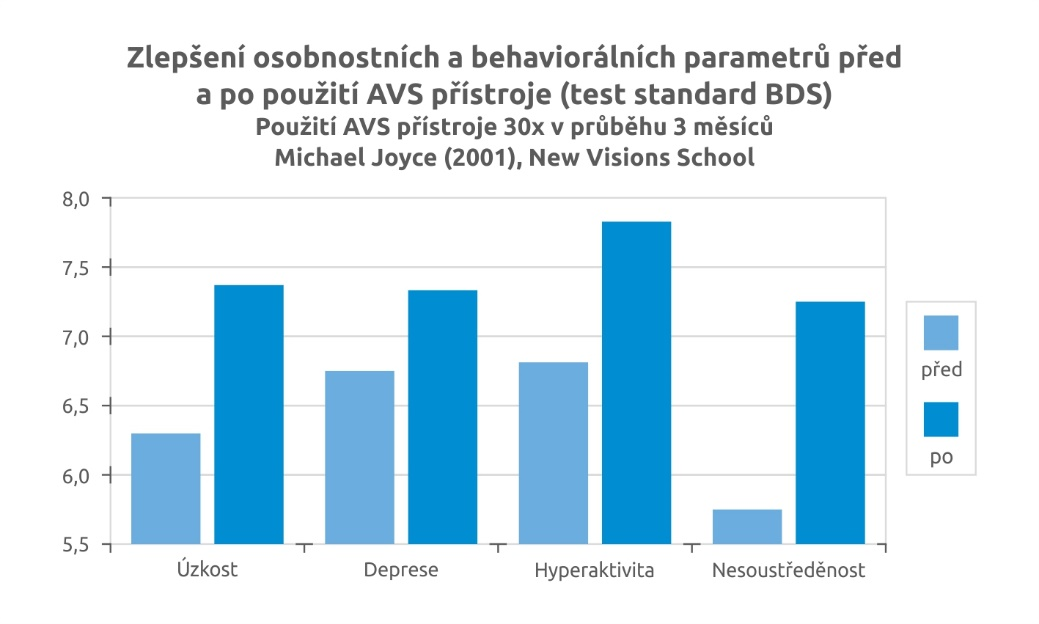 Zlepšení osobnostních a behaviorálních parametrů před
a po použití AVS přístroje (test standard BDS)
Použití AVS přístroje 30x v průběhu 3 měsíců
Michael Joyce (2001), New Visions School
8,0
7,5
7,0
6,5
6,0
5,5
Úzkost
Deprese
Hyperaktivita
Nesoustředěnost
před
po